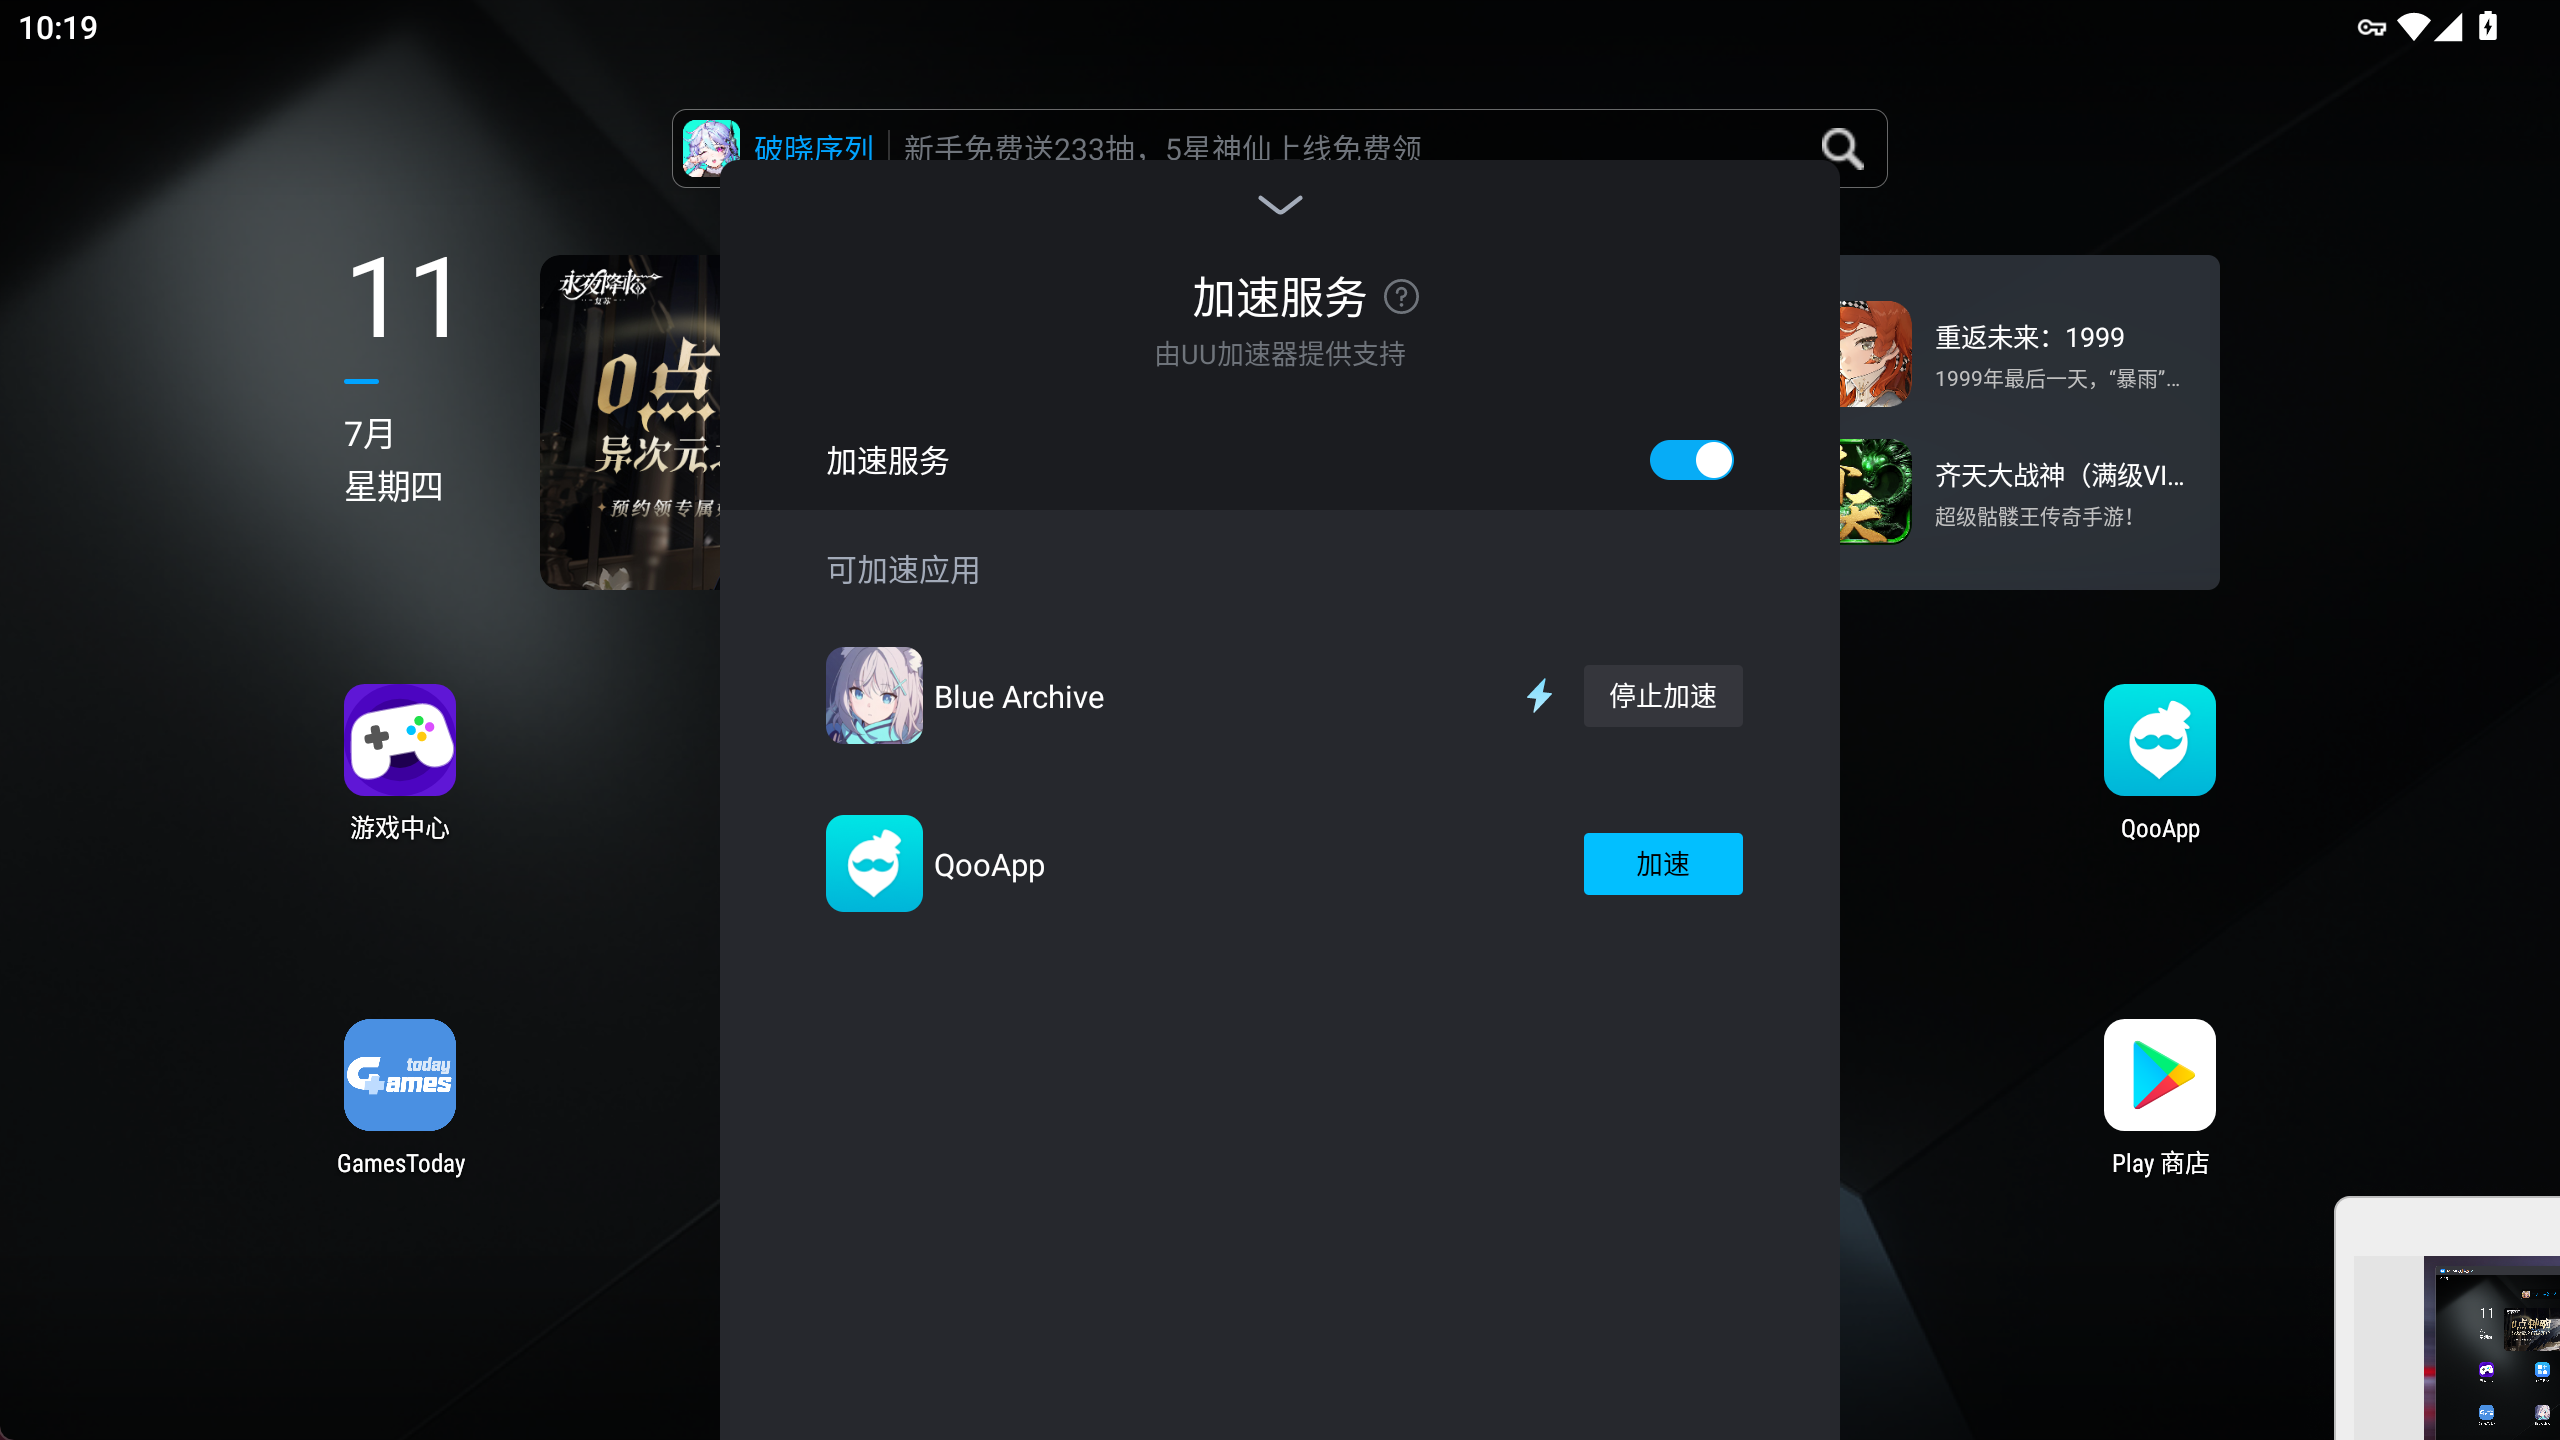 10:19
破晓序列 新手免费送233抽，5星神仙上线免费领
11
7月
星期四
永夜降临
复苏
0点
异次元
预约领专属
加速服务
由UU加速器提供支持
加速服务
可加速应用
Blue Archive
停止加速
QooApp
加速
重返未来：1999
1999年最后一天，“暴雨”...
齐天大战神（满级VI...
超级骷髅王传奇手游！
游戏中心
QooApp
Games today
GamesToday
Play 商店
11